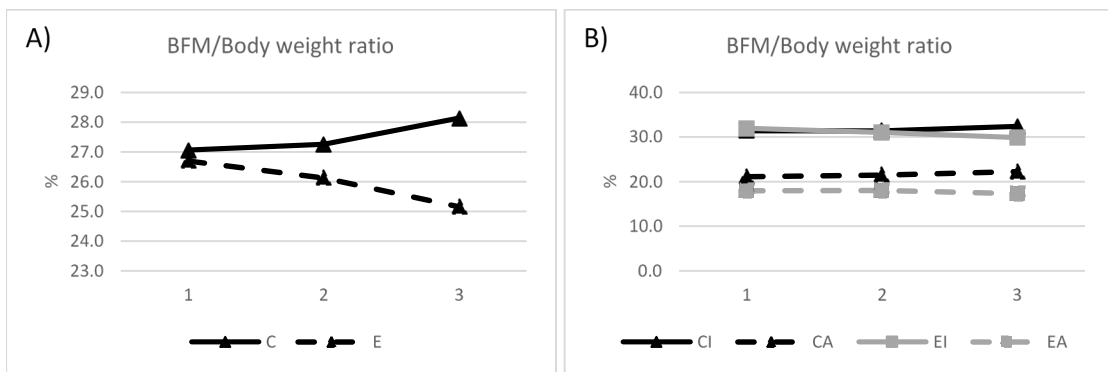 A)
BFM/Body weight ratio
29.0
28.0
27.0
26.0
25.0
24.0
23.0
%
1 2 3
C E
B)
BFM/Body weight ratio
40.0
30.0
20.0
10.0
0.0
%
1 2 3
CI CA EI EA